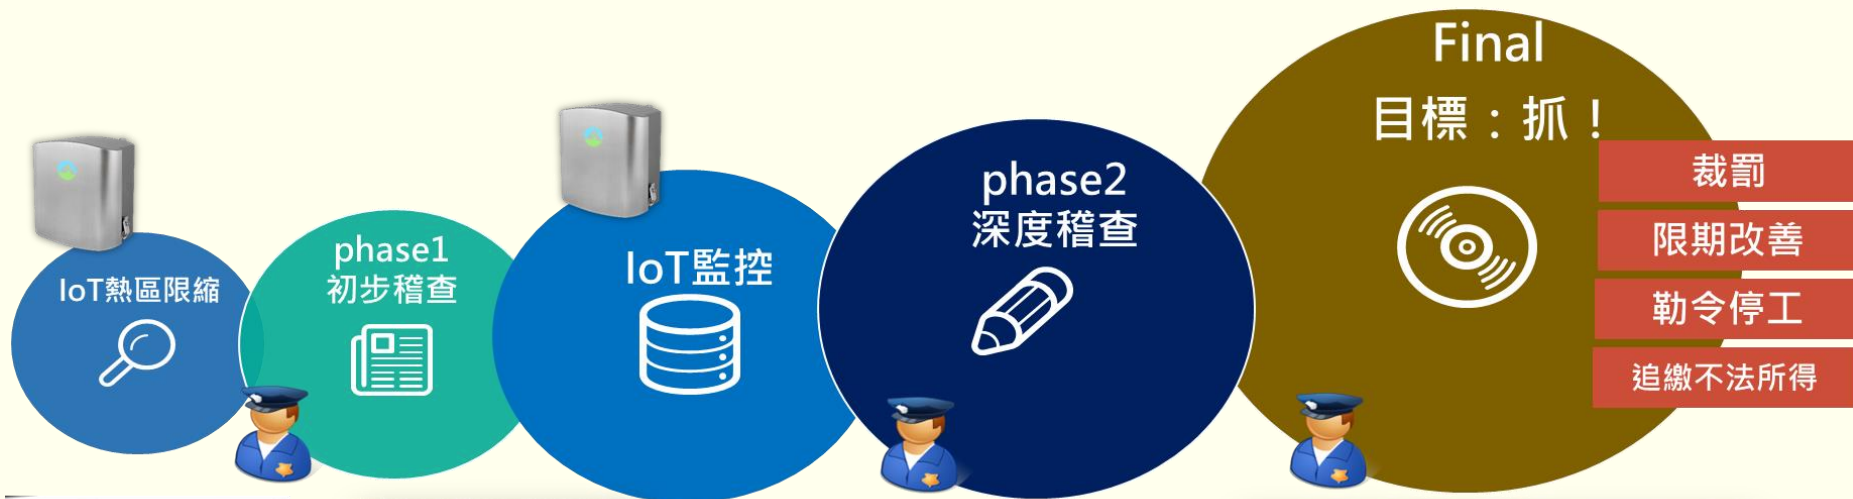 IoT熱區限縮
phase1
初步稽查
IoT監控
phase2
深度稽查
Final
目標：抓！
裁罰
限期改善
勒令停工
追繳不法所得